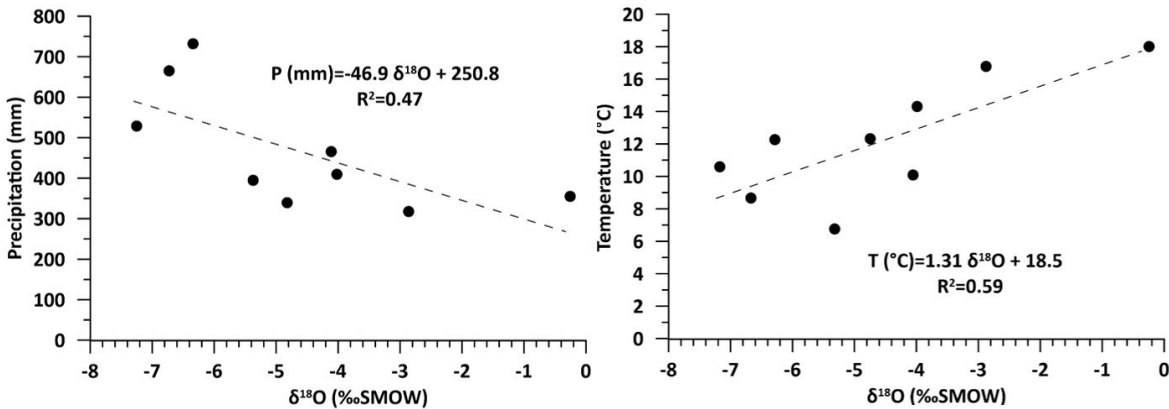 800
700
600
500
400
300
400
300
200
100
0
Precipitation (mm)
P (mm)=-46.9 δ¹⁸O + 250.8
R²=0.47
-8 -7 -6 -5 -4 -3 -2 -1 0
δ¹⁸O (‰SMOW)
20
18
16
14
12
10
8
6
4
2
0
Temperature (°C)
T (°C)=1.31 δ¹⁸O + 18.5
R²=0.59
-8 -7 -6 -5 -4 -3 -2 -1 0
δ¹⁸O (‰SMOW)